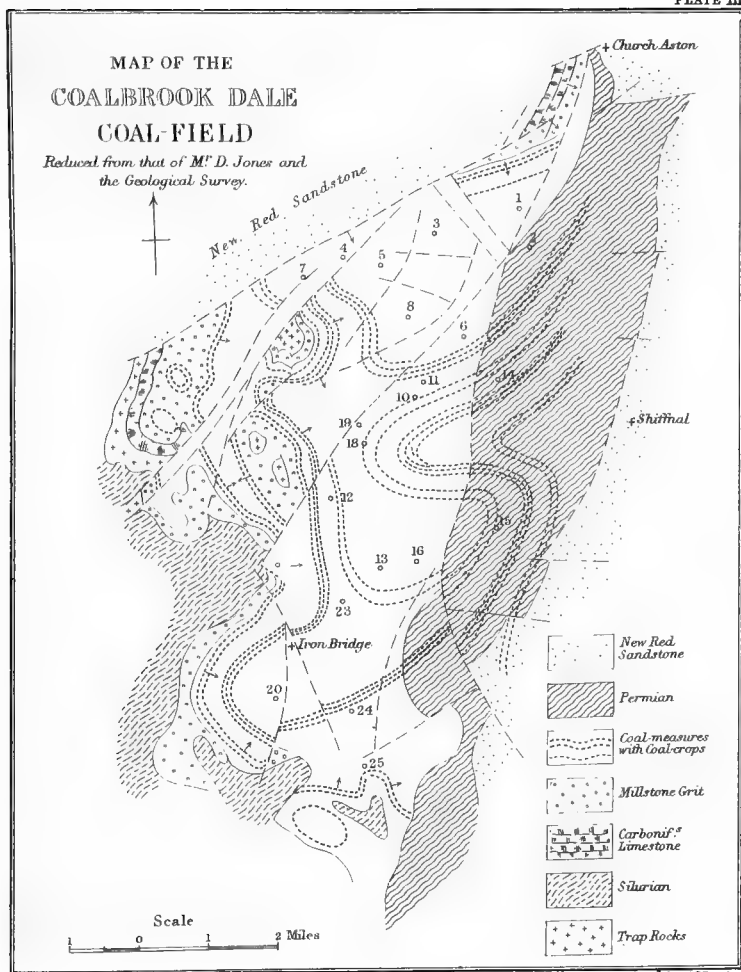 PLATE III
MAP OF THE
COALBROOK DALE
COAL-FIELD
Reduced from that of Mr. D. Jones and
the Geological Survey.
Church Aston
New Red Sandstone
1
2
3
4
5
7
8
6
11
14
10
19
18
Shiffnal
12
15
13
16
23
Iron Bridge
20
24
25
New Red
Sandstone
Permian
Coal-measures
with Coal-crops
Millstone Grit
Carbonif.s
Limestone
Silurian
Trap Rocks
Scale
1 0 1 2 Miles